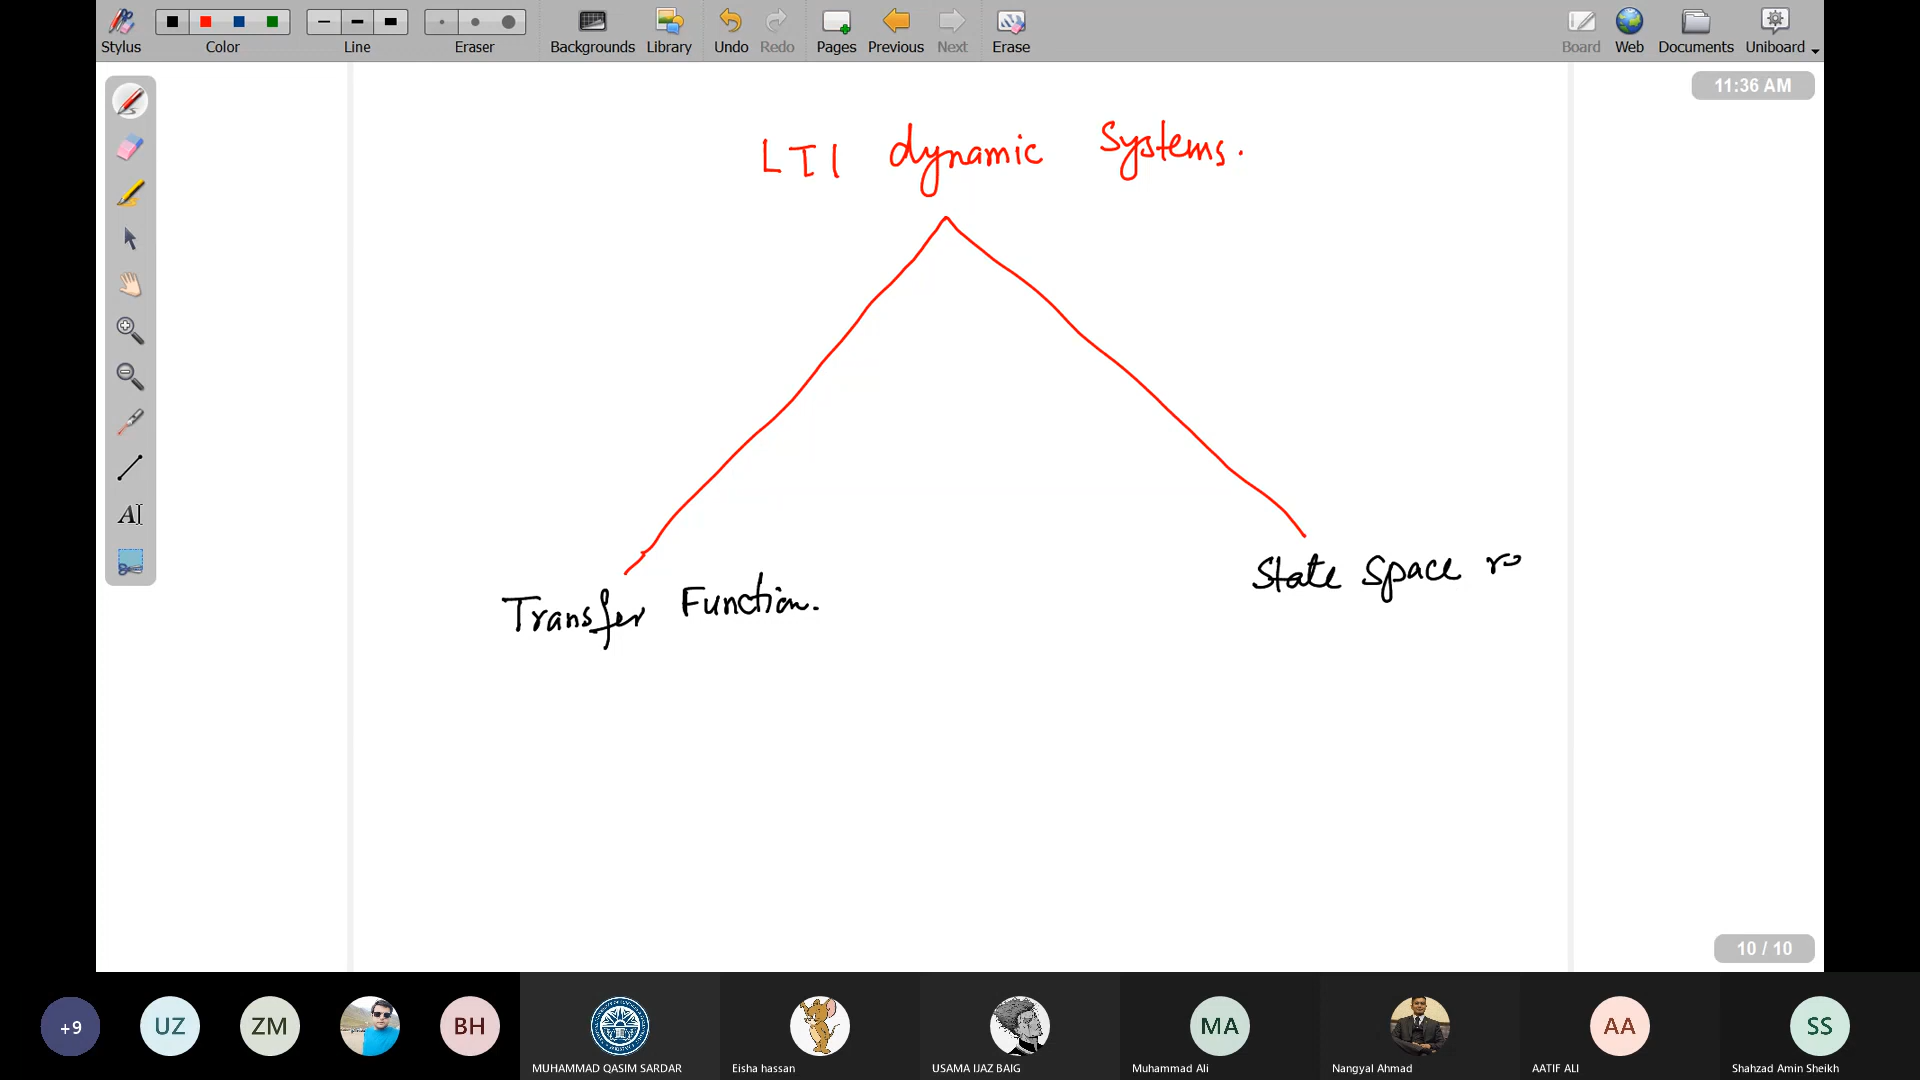 Stylus Color Line Eraser Backgrounds Library Undo Redo Pages Previous Next Erase Board Web Documents Uniboard
11:36 AM
LTI dynamic Systems.
Transfer Function.
State Space
10 / 10
+9 UZ ZM BH MA AA SS
MUHAMMAD QASIM SARDAR Eisha hassan USAMA IJAZ BAIG Muhammad Ali Nangyal Ahmad AATIF ALI Shahzad Amin Sheikh